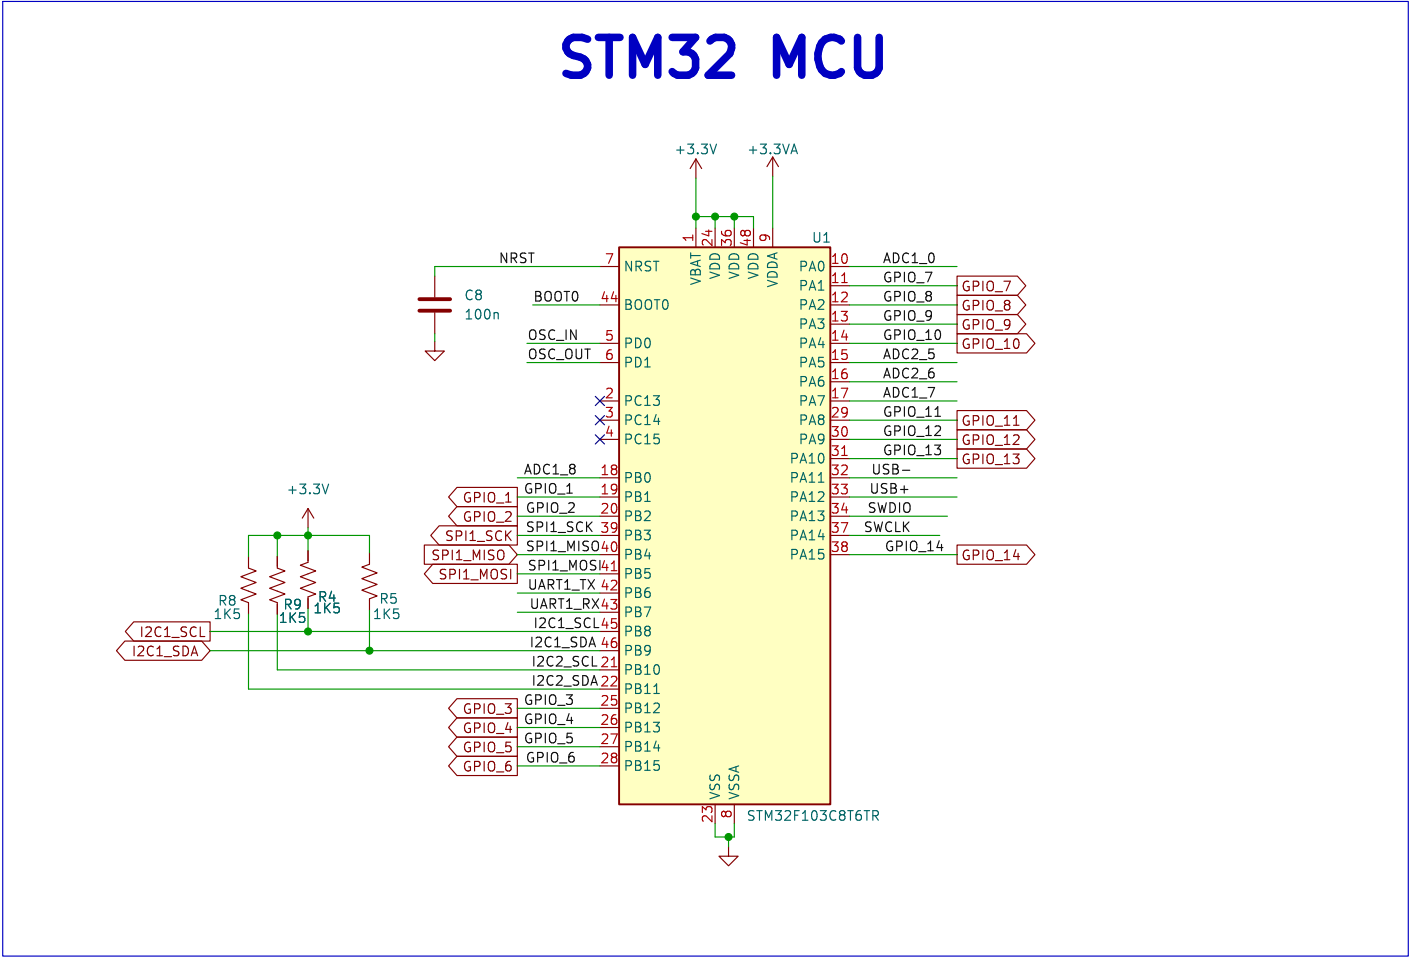 STM32 MCU
+3.3V
+3.3VA
U1
1
24
36
48
9
VBAT
VDD
VDD
VDD
VDDA
NRST
7
NRST
C8
100n
BOOT0
44
BOOT0
OSC_IN
5
PD0
OSC_OUT
6
PD1
2
PC13
3
PC14
4
PC15
ADC1_8
18
PB0
GPIO_1
GPIO_1
19
PB1
GPIO_2
GPIO_2
20
PB2
SPI1_SCK
SPI1_SCK
39
PB3
SPI1_MISO
SPI1_MISO
40
PB4
SPI1_MOSI
SPI1_MOSI
41
PB5
UART1_TX
42
PB6
UART1_RX
43
PB7
I2C1_SCL
I2C1_SCL
45
PB8
I2C1_SDA
I2C1_SDA
46
PB9
I2C2_SCL
21
PB10
I2C2_SDA
22
PB11
GPIO_3
GPIO_3
25
PB12
GPIO_4
GPIO_4
26
PB13
GPIO_5
GPIO_5
27
PB14
GPIO_6
GPIO_6
28
PB15
+3.3V
R8
1K5
R9
1K5
R4
1K5
R5
1K5
PA0
10
ADC1_0
PA1
11
GPIO_7
GPIO_7
PA2
12
GPIO_8
GPIO_8
PA3
13
GPIO_9
GPIO_9
PA4
14
GPIO_10
GPIO_10
PA5
15
ADC2_5
PA6
16
ADC2_6
PA7
17
ADC1_7
PA8
29
GPIO_11
GPIO_11
PA9
30
GPIO_12
GPIO_12
PA10
31
GPIO_13
GPIO_13
PA11
32
USB-
PA12
33
USB+
PA13
34
SWDIO
PA14
37
SWCLK
PA15
38
GPIO_14
GPIO_14
VSS
VSSA
23
8
STM32F103C8T6TR